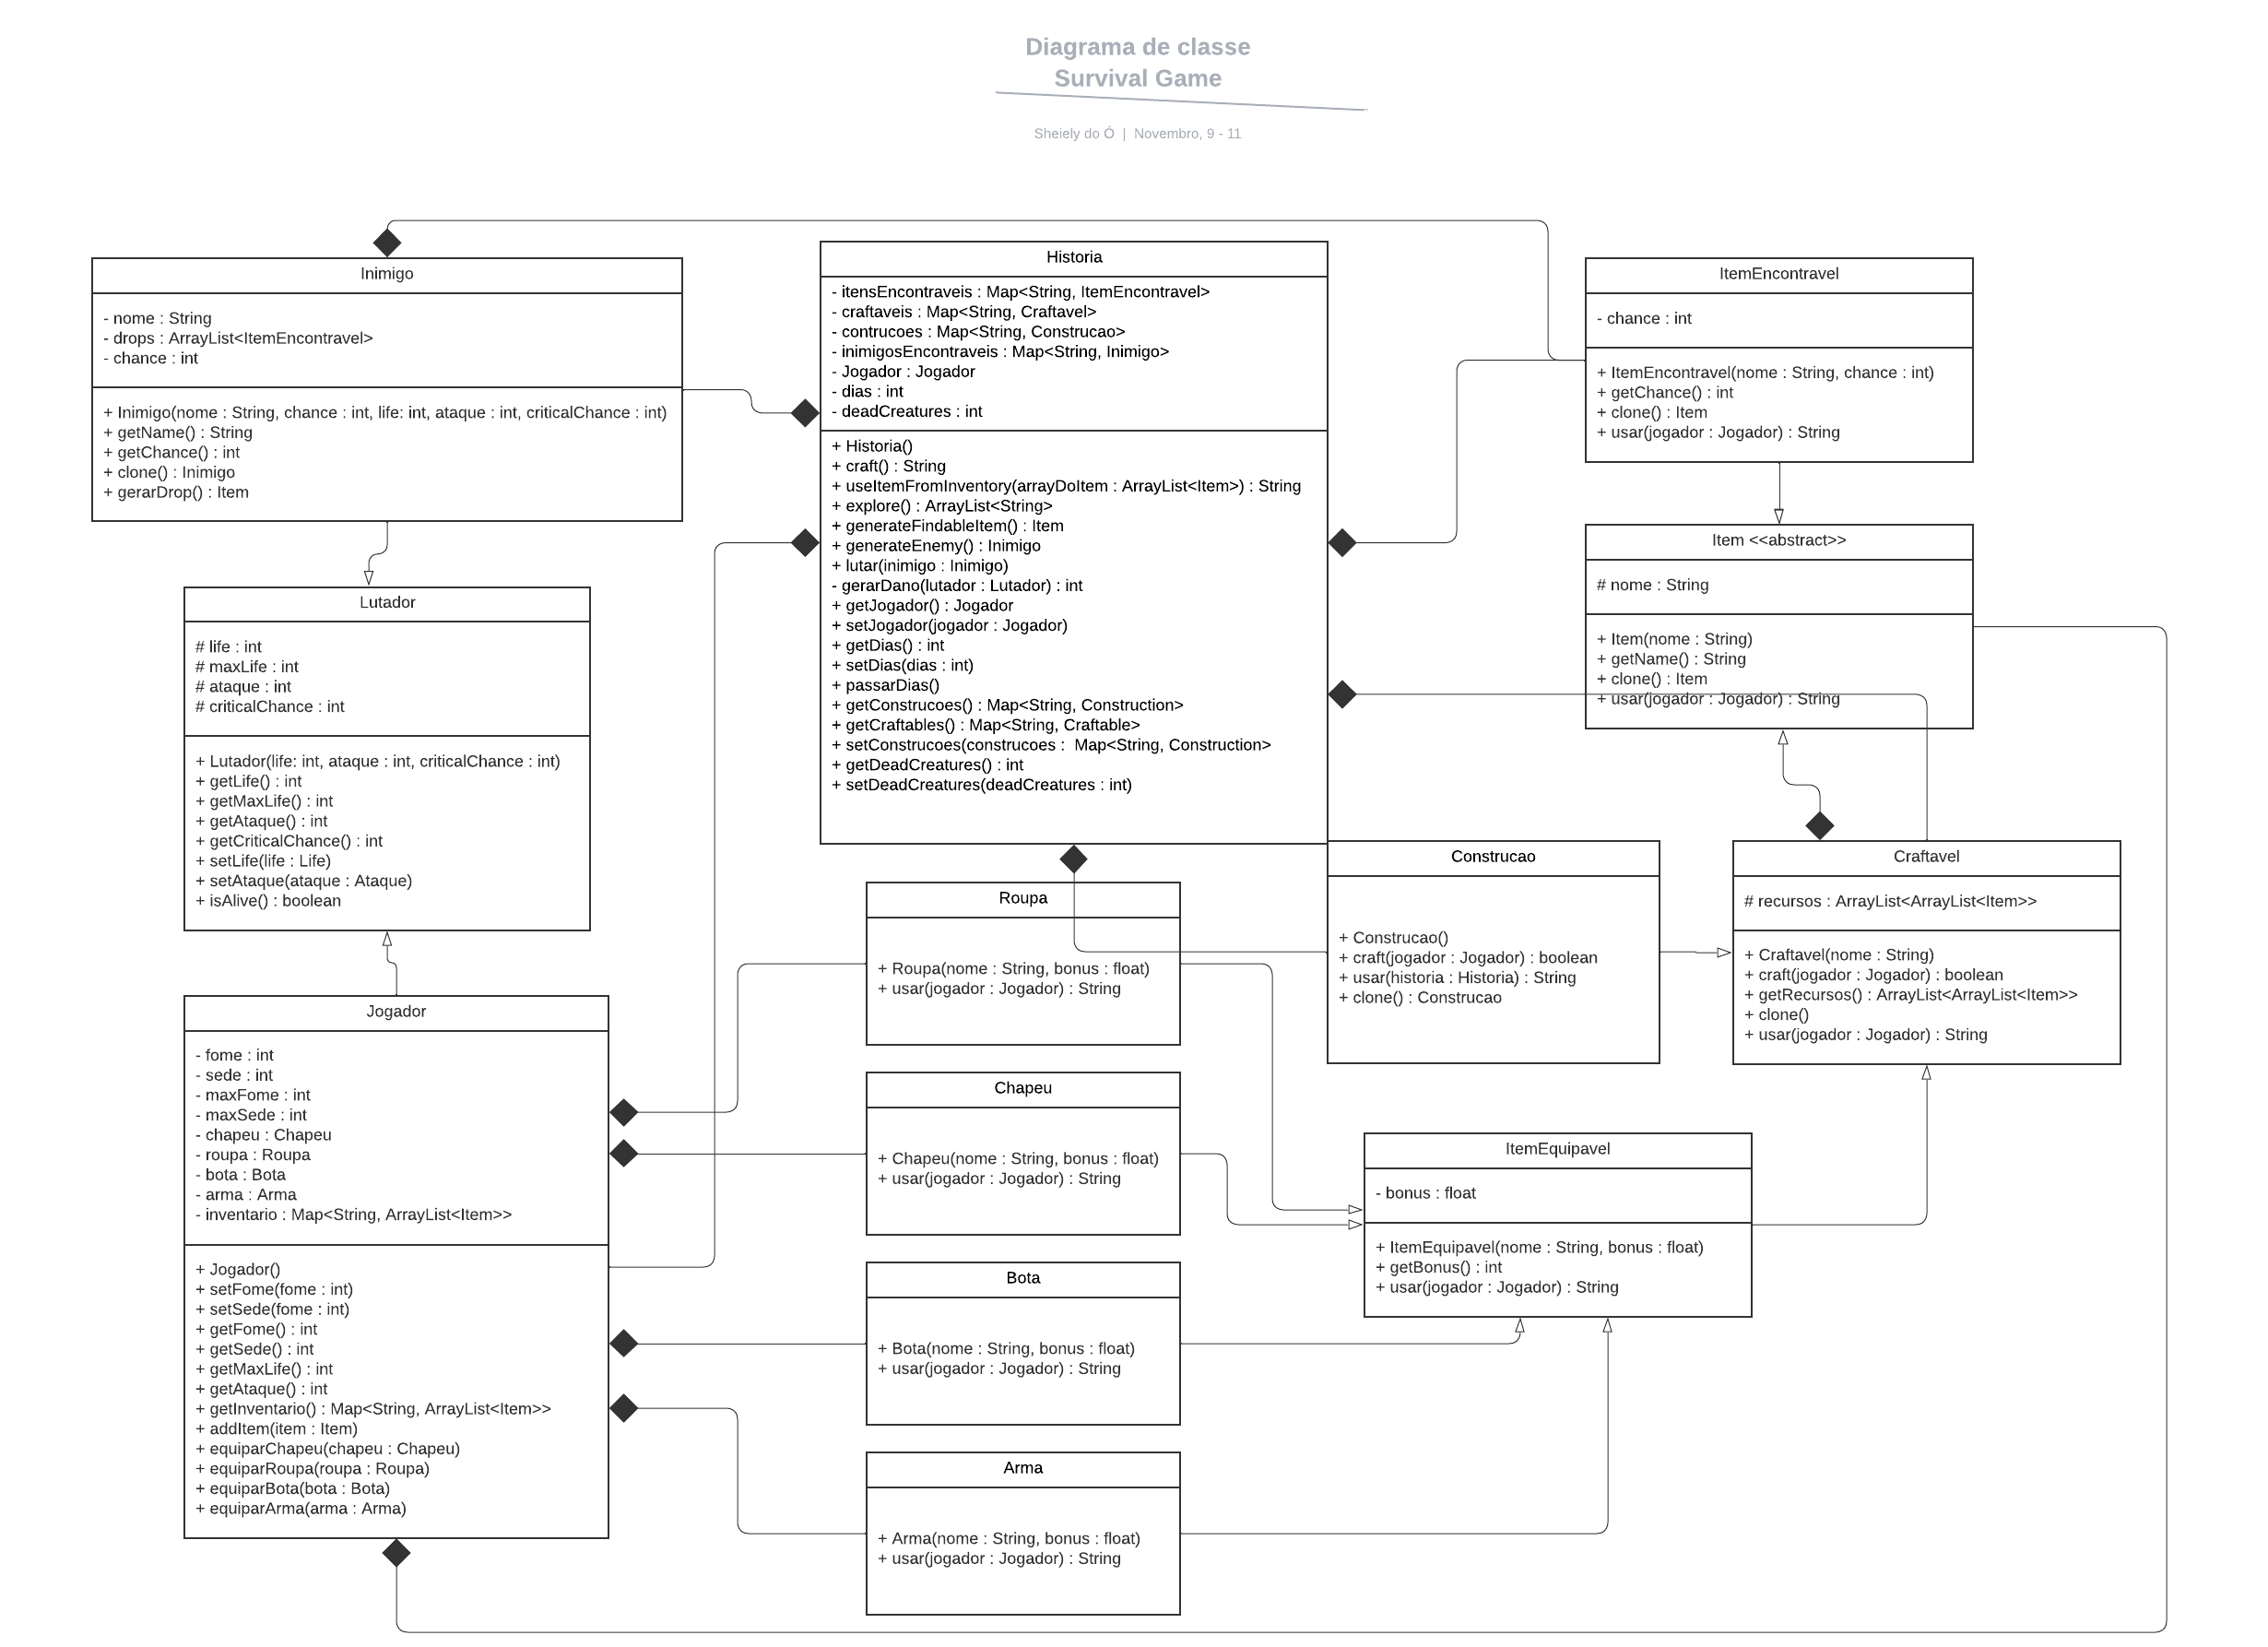 Diagrama de classe
Survival Game
Sheiely do Ó | Novembro, 9 - 11
Inimigo
- nome : String
- drops : ArrayList<ItemEncontravel>
- chance : int
+ Inimigo(nome : String, chance : int, life: int, ataque : int, criticalChance : int)
+ getName() : String
+ getChance() : int
+ clone() : Inimigo
+ gerarDrop() : Item
Historia
- itensEncontraveis : Map<String, ItemEncontravel>
- craftaveis : Map<String, Craftavel>
- contrucoes : Map<String, Construcao>
- inimigosEncontraveis : Map<String, Inimigo>
- Jogador : Jogador
- dias : int
- deadCreatures : int
+ Historia()
+ craft() : String
+ useItemFromInventory(arrayDoItem : ArrayList<Item>) : String
+ explore() : ArrayList<String>
+ generateFindableItem() : Item
+ generateEnemy() : Inimigo
+ lutar(inimigo : Inimigo)
- gerarDano(lutador : Lutador) : int
+ getJogador() : Jogador
+ setJogador(jogador : Jogador)
+ getDias() : int
+ setDias(dias : int)
+ passarDias()
+ getConstrucoes() : Map<String, Construction>
+ getCraftables() : Map<String, Craftable>
+ setConstrucoes(construcoes :  Map<String, Construction>
+ getDeadCreatures() : int
+ setDeadCreatures(deadCreatures : int)
ItemEncontravel
- chance : int
+ ItemEncontravel(nome : String, chance : int)
+ getChance() : int
+ clone() : Item
+ usar(jogador : Jogador) : String
Item <<abstract>>
# nome : String
+ Item(nome : String)
+ getName() : String
+ clone() : Item
+ usar(jogador : Jogador) : String
Lutador
# life : int
# maxLife : int
# ataque : int
# criticalChance : int
+ Lutador(life: int, ataque : int, criticalChance : int)
+ getLife() : int
+ getMaxLife() : int
+ getAtaque() : int
+ getCriticalChance() : int
+ setLife(life : Life)
+ setAtaque(ataque : Ataque)
+ isAlive() : boolean
Roupa
+ Roupa(nome : String, bonus : float)
+ usar(jogador : Jogador) : String
Construcao
+ Construcao()
+ craft(jogador : Jogador) : boolean
+ usar(historia : Historia) : String
+ clone() : Construcao
Craftavel
# recursos : ArrayList<ArrayList<Item>>
+ Craftavel(nome : String)
+ craft(jogador : Jogador) : boolean
+ getRecursos() : ArrayList<ArrayList<Item>>
+ clone()
+ usar(jogador : Jogador) : String
Jogador
- fome : int
- sede : int
- maxFome : int
- maxSede : int
- chapeu : Chapeu
- roupa : Roupa
- bota : Bota
- arma : Arma
- inventario : Map<String, ArrayList<Item>>
+ Jogador()
+ setFome(fome : int)
+ setSede(fome : int)
+ getFome() : int
+ getSede() : int
+ getMaxLife() : int
+ getAtaque() : int
+ getInventario() : Map<String, ArrayList<Item>>
+ addItem(item : Item)
+ equiparChapeu(chapeu : Chapeu)
+ equiparRoupa(roupa : Roupa)
+ equiparBota(bota : Bota)
+ equiparArma(arma : Arma)
Chapeu
+ Chapeu(nome : String, bonus : float)
+ usar(jogador : Jogador) : String
ItemEquipavel
- bonus : float
+ ItemEquipavel(nome : String, bonus : float)
+ getBonus() : int
+ usar(jogador : Jogador) : String
Bota
+ Bota(nome : String, bonus : float)
+ usar(jogador : Jogador) : String
Arma
+ Arma(nome : String, bonus : float)
+ usar(jogador : Jogador) : String